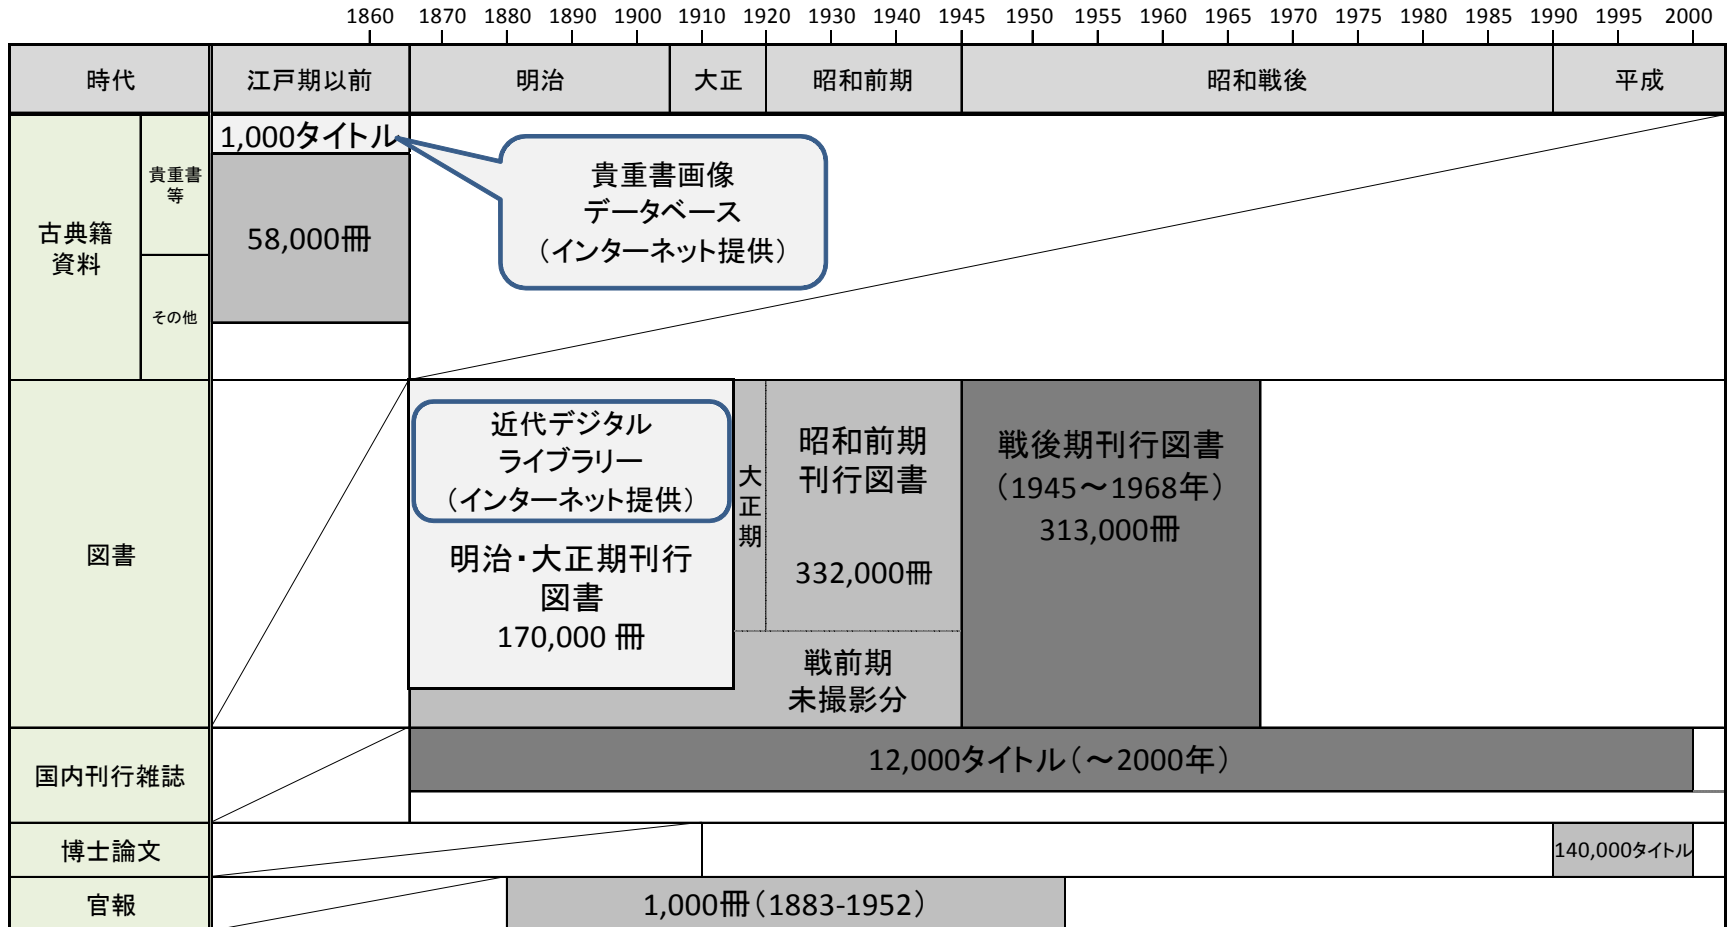 1860 1870 1880 1890 1900 1910 1920 1930 1940 1945 1950 1955 1960 1965 1970 1975 1980 1985 1990 1995 2000
時代 江戸期以前 明治 大正 昭和前期 昭和戦後 平成
古典籍
資料
貴重書
等
その他
1,000タイトル
58,000冊
貴重書画像
データベース
（インターネット提供）
図書
近代デジタル
ライブラリー
（インターネット提供）
明治・大正期刊行
図書
170,000 冊
大
正
期
昭和前期
刊行図書
332,000冊
戦前期
未撮影分
戦後期刊行図書
（1945～1968年）
313,000冊
国内刊行雑誌
12,000タイトル（～2000年）
博士論文
140,000タイトル
官報
1,000冊（1883-1952）